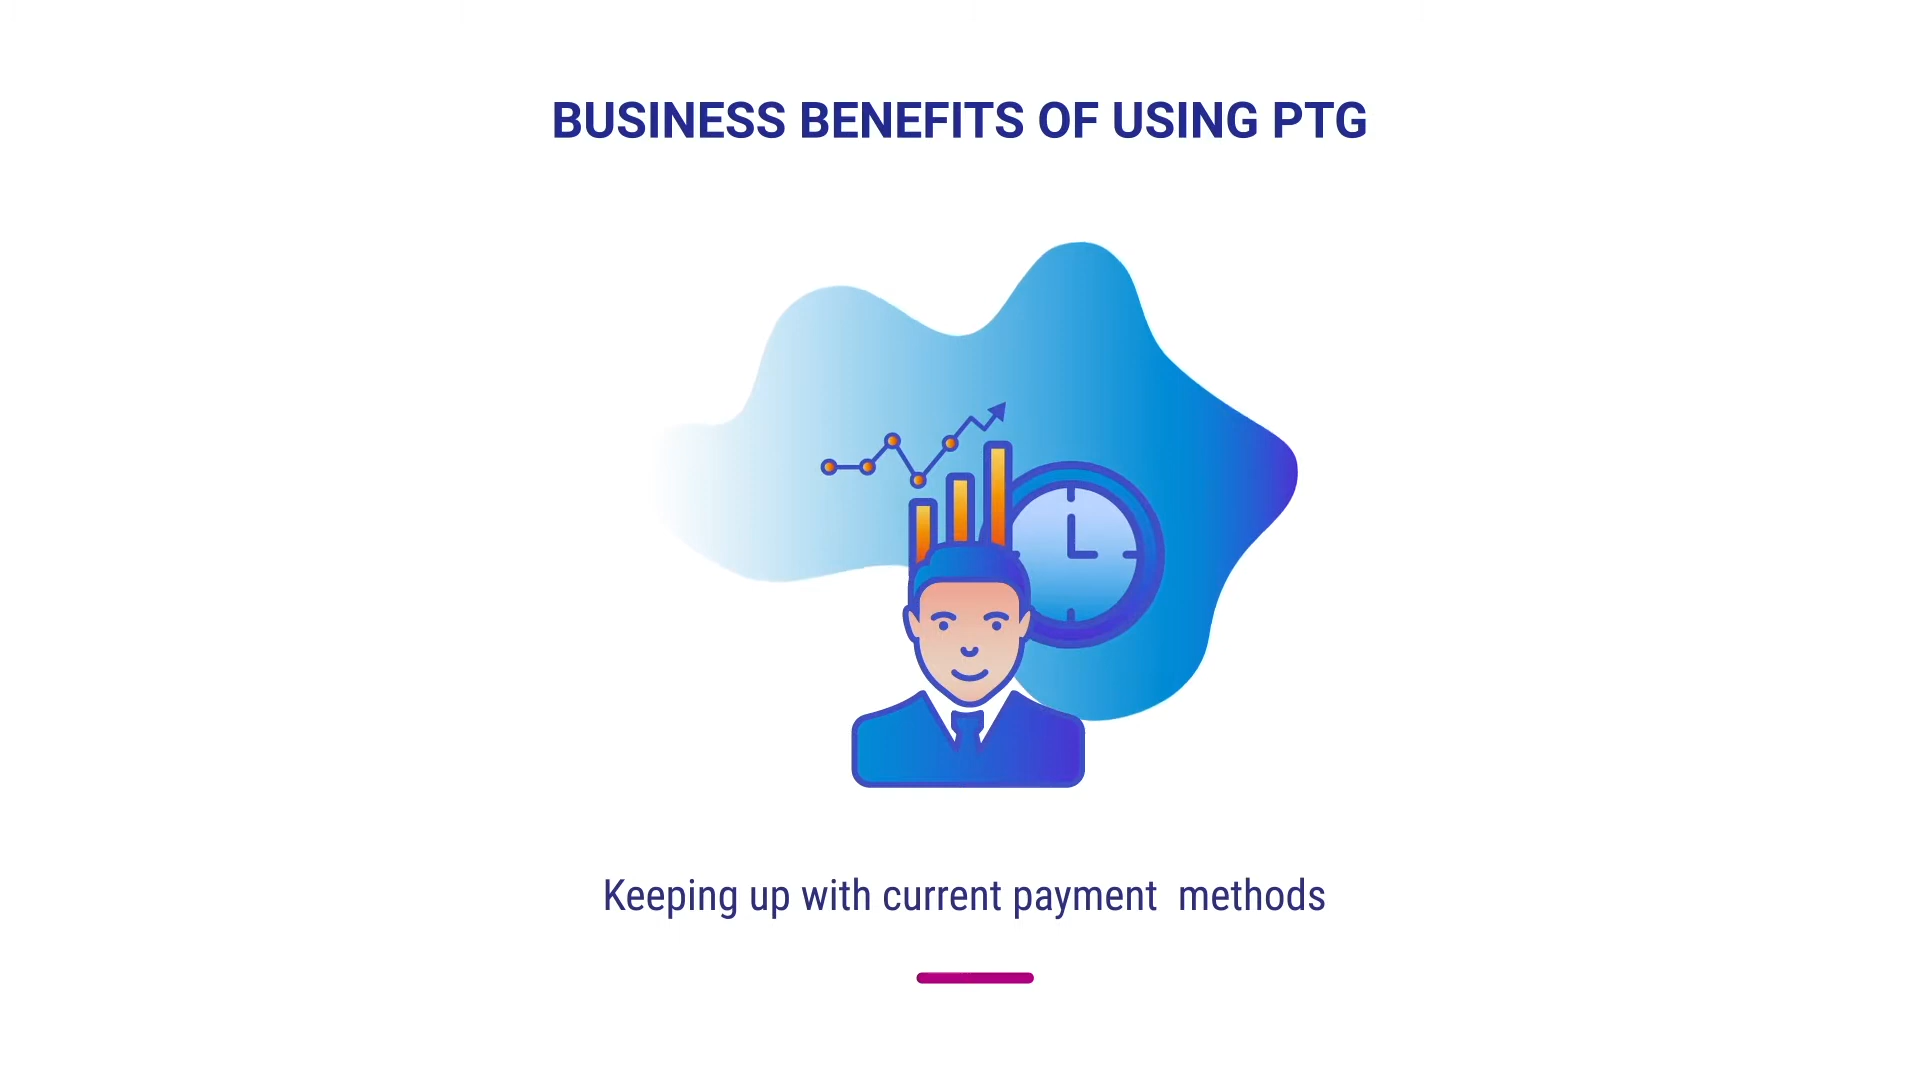 BUSINESS BENEFITS OF USING PTG
Keeping up with current payment  methods